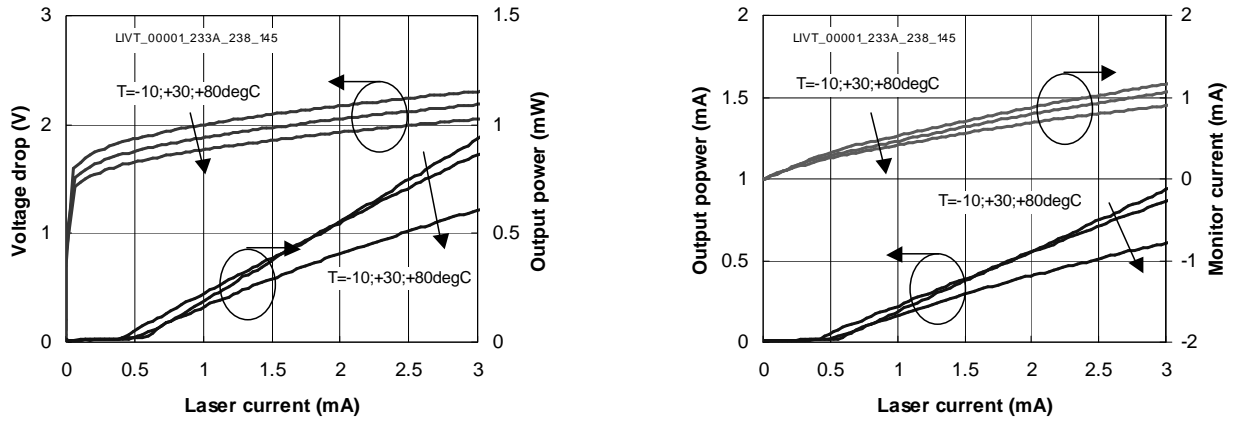 3
2
1
0
Voltage drop (V)
LIVT_00001_233A_238_145
T=-10;+30;+80degC
T=-10;+30;+80degC
1.5
1
0.5
0
Output power (mW)
0 0.5 1 1.5 2 2.5 3
Laser current (mA)
2
1.5
1
0.5
0
Output popwer (mA)
LIVT_00001_233A_238_145
T=-10;+30;+80degC
T=-10;+30;+80degC
2
1
0
-1
-2
Monitor current (mA)
0 0.5 1 1.5 2 2.5 3
Laser current (mA)